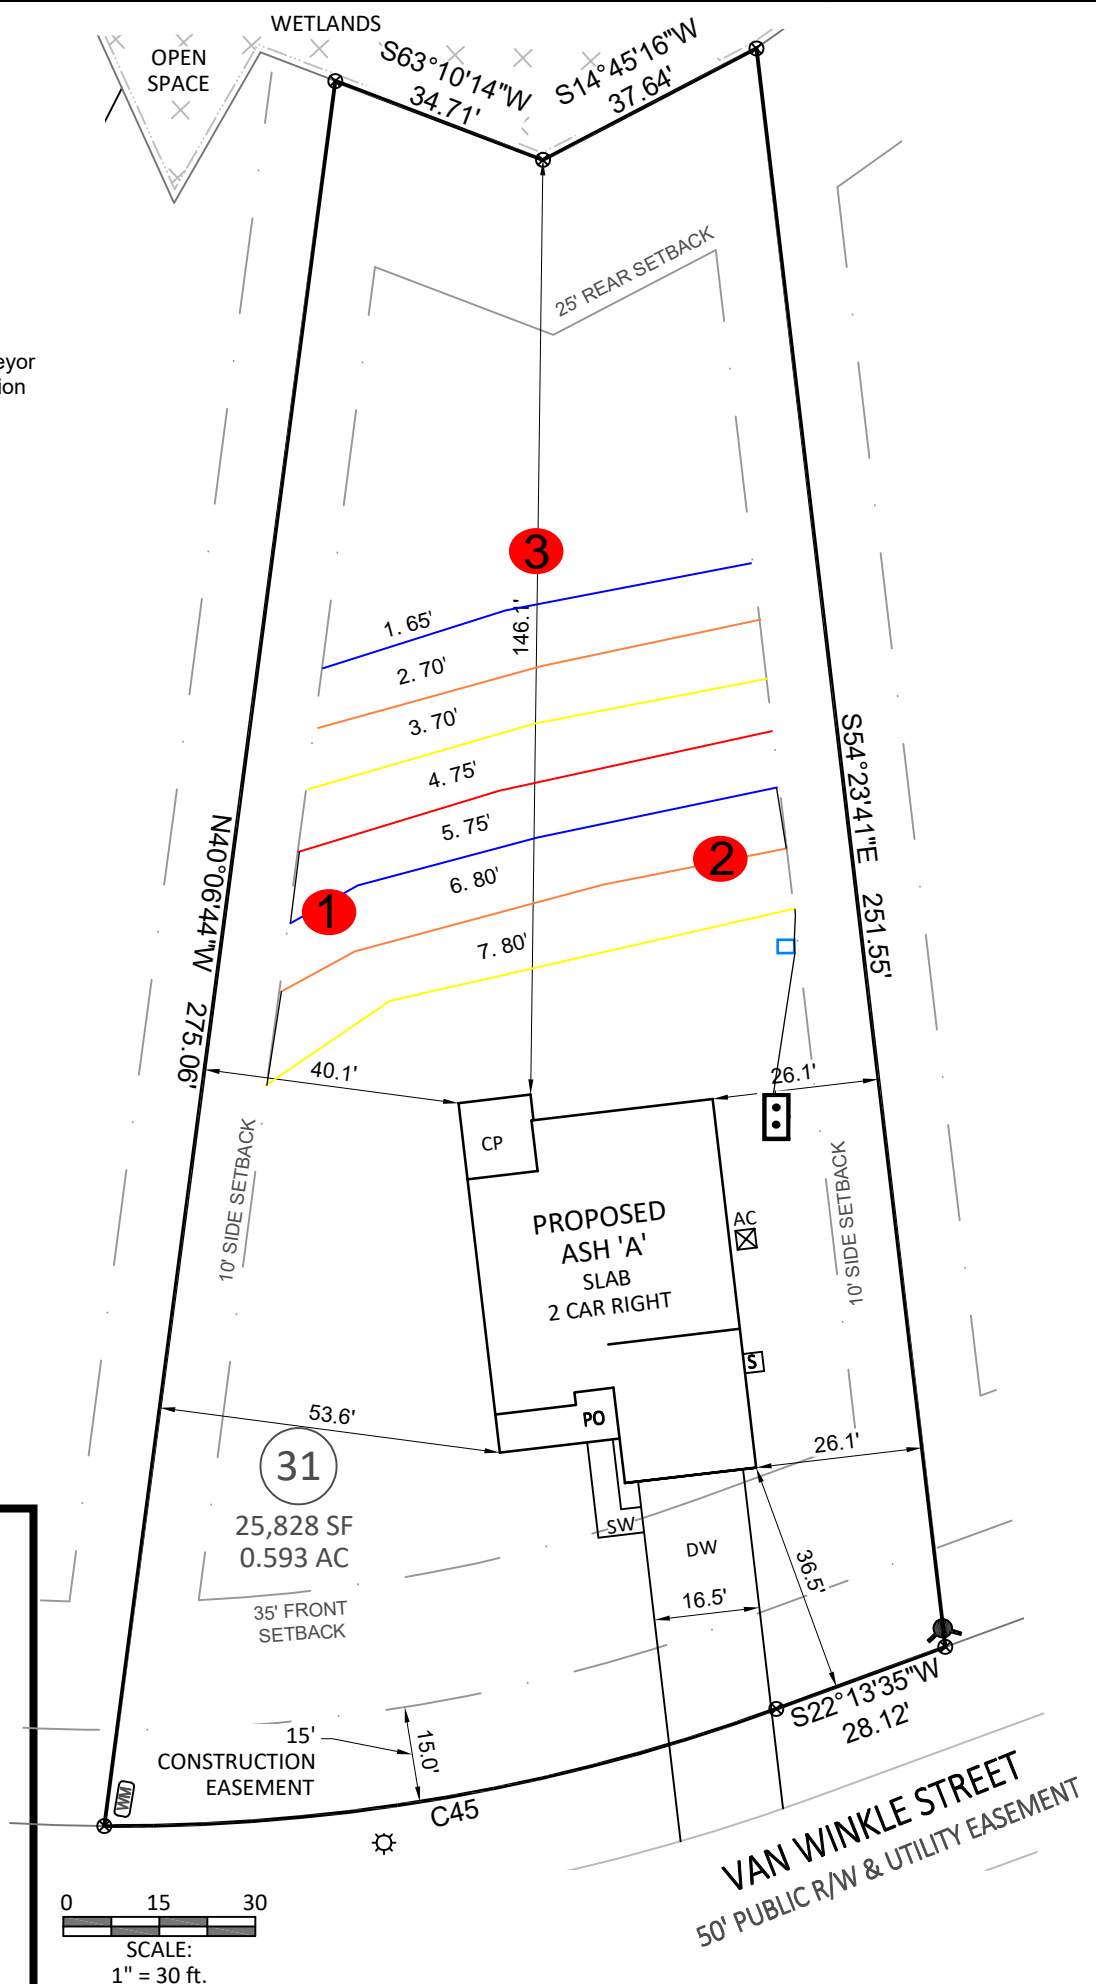 WETLANDS
OPEN
SPACE
S63°10'14"W
34.71'
S14°45'16"W
37.64'
25' REAR SETBACK
eyor
ion
3
146.1'
1. 65'
2. 70'
3. 70'
4. 75'
5. 75'
6. 80'
7. 80'
1
2
N40°06'44"W 275.06'
S54°23'41"E 251.55'
40.1'
26.1'
CP
10' SIDE SETBACK
PROPOSED
ASH 'A'
SLAB
2 CAR RIGHT
AC
10' SIDE SETBACK
S
53.6'
PO
26.1'
31
25,828 SF
0.593 AC
SW
DW
36.5'
16.5'
35' FRONT
SETBACK
S22°13'35"W
28.12'
15'
CONSTRUCTION
EASEMENT
15.0'
WM
C45
VAN WINKLE STREET
50' PUBLIC R/W & UTILITY EASEMENT
0 15 30
SCALE:
1" = 30 ft.